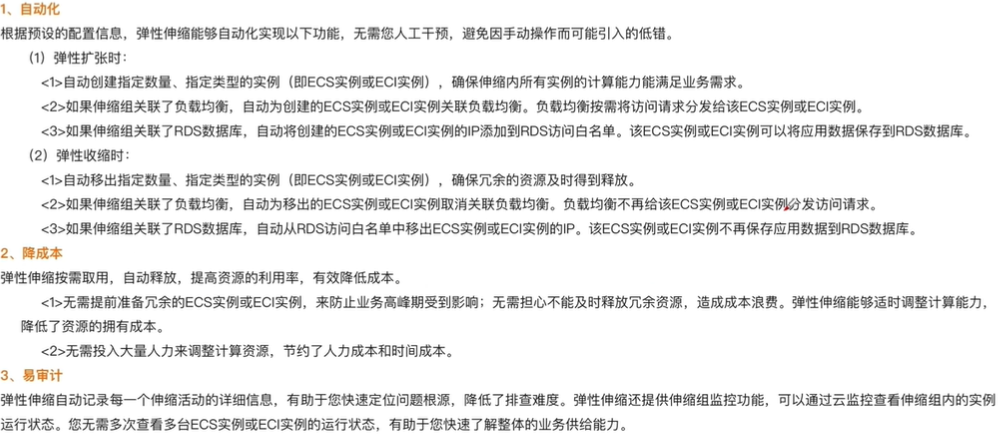 1、自动化
根据预设的配置信息，弹性伸缩能够自动化实现以下功能，无需您人工干预，避免因手动操作而可能引入的低错。
（1）弹性扩张时：
<1>自动创建指定数量、指定类型的实例（即ECS实例或ECI实例），确保伸缩内所有实例的计算能力能满足业务需求。
<2>如果伸缩组关联了负载均衡，自动为创建的ECS实例或ECI实例关联负载均衡。负载均衡按需将访问请求分发给该ECS实例或ECI实例。
<3>如果伸缩组关联了RDS数据库，自动将创建的ECS实例或ECI实例的IP添加到RDS访问白名单。该ECS实例或ECI实例可以将应用数据保存到RDS数据库。
（2）弹性收缩时：
<1>自动移出指定数量、指定类型的实例（即ECS实例或ECI实例），确保冗余的资源及时得到释放。
<2>如果伸缩组关联了负载均衡，自动为移出的ECS实例或ECI实例取消关联负载均衡。负载均衡不再给该ECS实例或ECI实例分发访问请求。
<3>如果伸缩组关联了RDS数据库，自动从RDS访问白名单中移出ECS实例或ECI实例的IP。该ECS实例或ECI实例不再保存应用数据到RDS数据库。
2、降成本
弹性伸缩按需取用，自动释放，提高资源的利用率，有效降低成本。
<1>无需提前准备冗余的ECS实例或ECI实例，来防止业务高峰期受到影响；无需担心不能及时释放冗余资源，造成成本浪费。弹性伸缩能够适时调整计算能力，
降低了资源的拥有成本。
<2>无需投入大量人力来调整计算资源，节约了人力成本和时间成本。
3、易审计
弹性伸缩自动记录每一个伸缩活动的详细信息，有助于您快速定位问题根源，降低了排查难度。弹性伸缩还提供伸缩组监控功能，可以通过云监控查看伸缩组内的实例
运行状态。您无需多次查看多台ECS实例或ECI实例的运行状态，有助于您快速了解整体的业务供给能力。